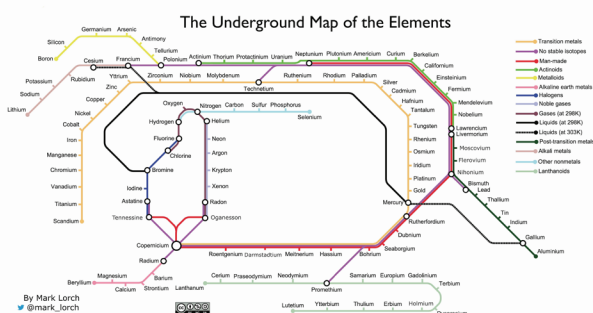 The Underground Map of the Elements
Silicon
Germanium
Arsenic
Antimony
Boron
Tellurium
Cesium
Francium
Polonium
Actinium
Thorium
Protactinium
Uranium
Neptunium
Plutonium
Americium
Curium
Berkelium
Californium
Potassium
Rubidium
Yttrium
Zirconium
Niobium
Molybdenum
Technetium
Ruthenium
Rhodium
Palladium
Silver
Einsteinium
Sodium
Zinc
Cadmium
Fermium
Lithium
Copper
Oxygen
Nitrogen
Carbon
Sulfur
Phosphorus
Selenium
Hafnium
Mendelevium
Nickel
Tantalum
Nobelium
Cobalt
Hydrogen
Helium
Tungsten
Lawrencium
Livermorium
Iron
Fluorine
Neon
Rhenium
Moscovium
Manganese
Chlorine
Argon
Osmium
Flerovium
Chromium
Bromine
Krypton
Iridium
Nihonium
Vanadium
Iodine
Xenon
Platinum
Bismuth
Lead
Titanium
Astatine
Radon
Gold
Mercury
Thallium
Scandium
Tennessine
Oganesson
Rutherfordium
Tin
Indium
Copernicium
Roentgenium
Darmstadtium
Meitnerium
Hassium
Bohrium
Seaborgium
Dubnium
Gallium
Aluminium
Radium
Beryllium
Magnesium
Calcium
Strontium
Barium
Lanthanum
Cerium
Praseodymium
Neodymium
Promethium
Samarium
Europium
Gadolinium
Terbium
Lutetium
Ytterbium
Thulium
Erbium
Holmium
Transition metals
No stable isotopes
Man-made
Actinoids
Metalloids
Alkaline earth metals
Halogens
Noble gases
Gases (at 298K)
Liquids (at 298K)
Liquids (at 303K)
Post-transition metals
Alkali metals
Other nonmetals
Lanthanoids
By Mark Lorch
@mark_lorch